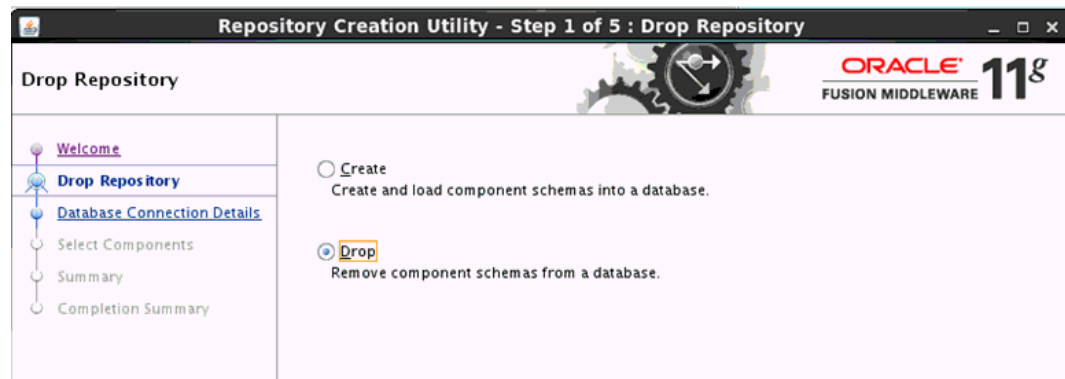 Repository Creation Utility - Step 1 of 5 : Drop Repository
Drop Repository
ORACLE
FUSION MIDDLEWARE
11g
Welcome
Drop Repository
Database Connection Details
Select Components
Summary
Completion Summary
Create
Create and load component schemas into a database.
Drop
Remove component schemas from a database.